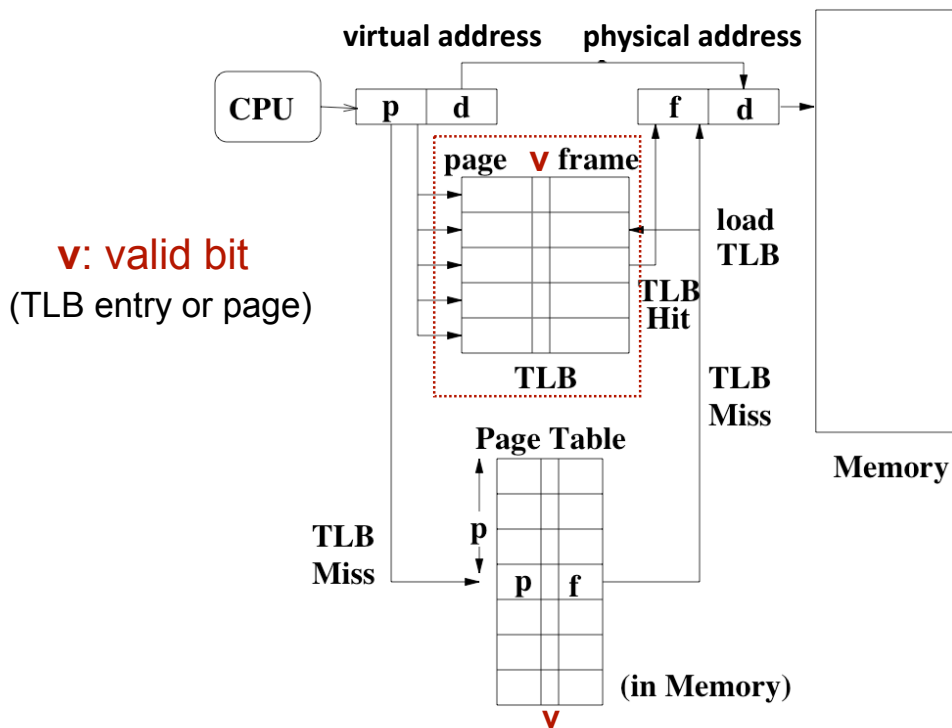 virtual address physical address
CPU
p d
f d
page v frame
v: valid bit
(TLB entry or page)
load
TLB
TLB
Hit
TLB
TLB
Miss
Page Table
Memory
p
TLB
Miss
p f
(in Memory)
v